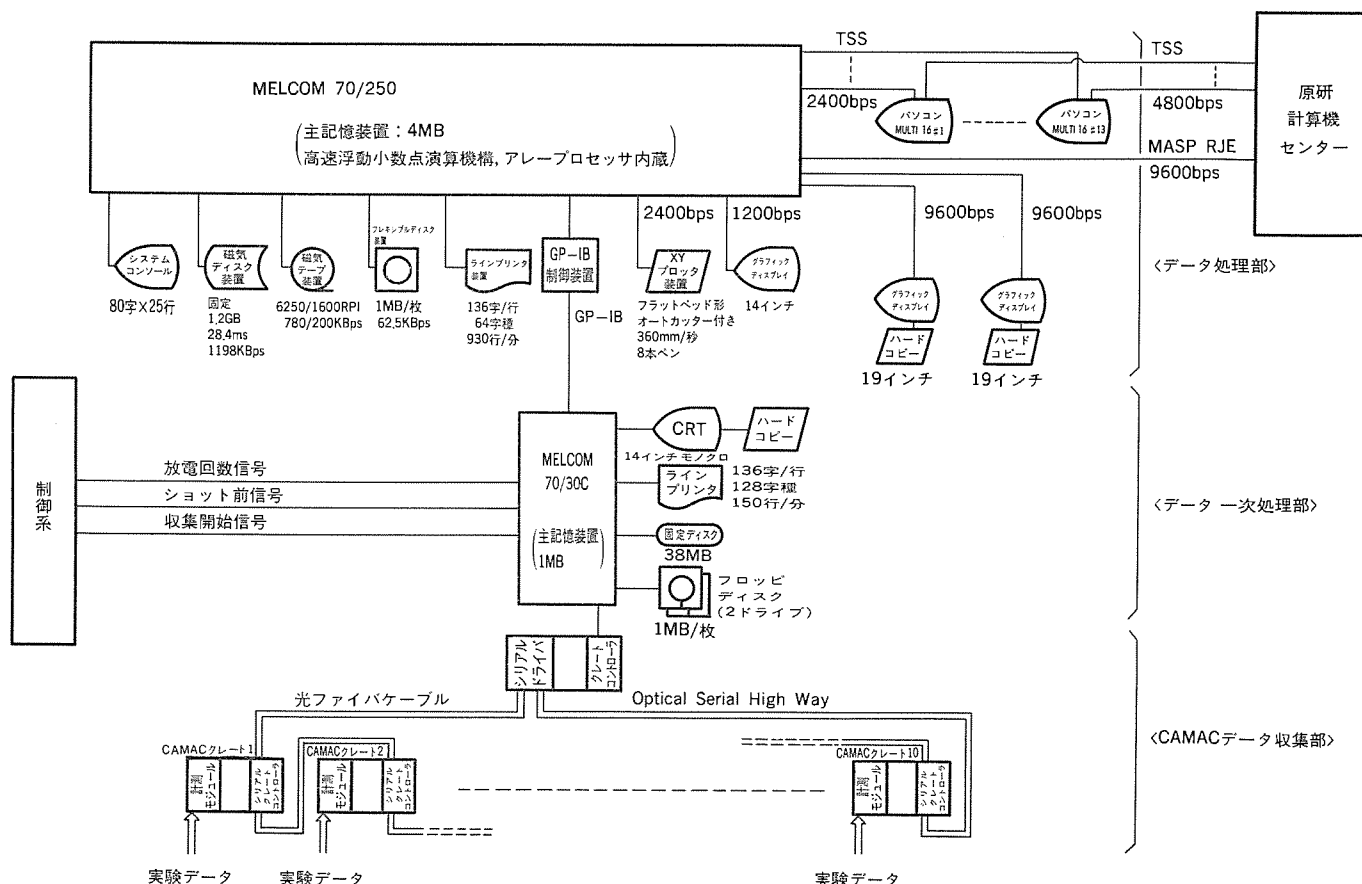 MELCOM 70/250
主記憶装置：4MB
高速浮動小数点演算機構，アレープロセッサ内蔵
TSS
2400bps
パソコン
MULTI 16 #1
パソコン
MULTI 16 #13
TSS
4800bps
MASP RJE
9600bps
原研
計算機
センター
システム
コンソール
80字×25行
磁気
ディスク
装置
固定
1,2GB
28,4ms
1198KBps
磁気
テープ
装置
6250/1600RPI
780/200KBps
フレキシブルディスク
装置
1MB/枚
62,5KBps
ラインプリンタ
装置
136字/行
64字種
930行/分
GP-IB
制御装置
GP-IB
2400bps
XY
プロッタ
装置
フラットベッド形
オートカッター付き
360mm/秒
8本ペン
1200bps
グラフィック
ディスプレイ
14インチ
9600bps
グラフィック
ディスプレイ
ハード
コピー
19インチ
9600bps
グラフィック
ディスプレイ
ハード
コピー
19インチ
〈データ処理部〉
制御系
放電回数信号
ショット前信号
収集開始信号
MELCOM
70/30C
主記憶装置
1MB
CRT
14インチモノクロ
ハード
コピー
ライン
プリンタ
136字/行
128字種
150行/分
固定ディスク
38MB
フロッピ
ディスク
(2ドライブ)
1MB/枚
〈データ一次処理部〉
シリアル
ドライバ
クレート
コントローラ
光ファイバケーブル
Optical Serial High Way
CAMACクレート1
計測
モジュール
シリアル
クレート
コントローラ
CAMACクレート2
計測
モジュール
シリアル
クレート
コントローラ
CAMACクレート10
計測
モジュール
シリアル
クレート
コントローラ
〈CAMACデータ収集部〉
実験データ
実験データ
実験データ